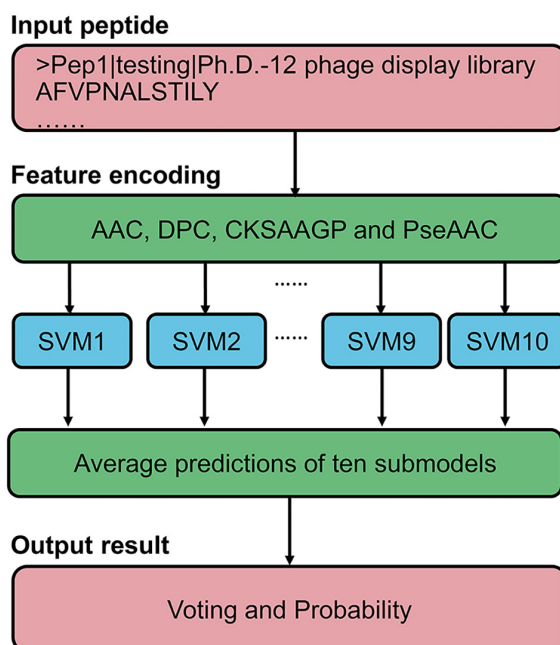 Input peptide
>Pep1|testing|Ph.D.-12 phage display library
AFVPNALSTILY
......
Feature encoding
AAC, DPC, CKSAAGP and PseAAC
......
SVM1 SVM2 ...... SVM9 SVM10
Average predictions of ten submodels
Output result
Voting and Probability